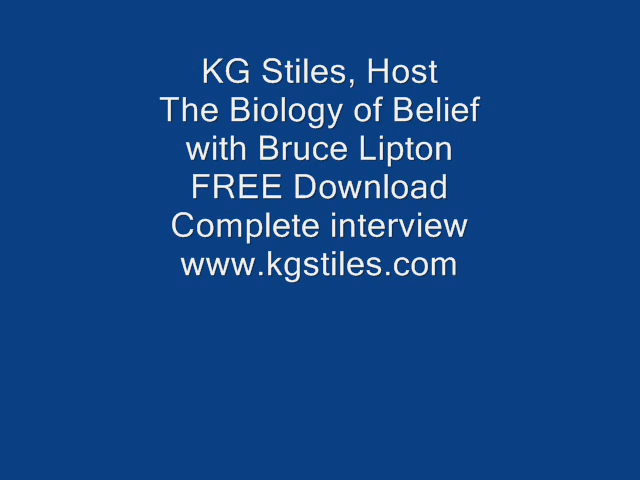 KG Stiles, Host
The Biology of Belief
with Bruce Lipton
FREE Download
Complete interview
www.kgstiles.com